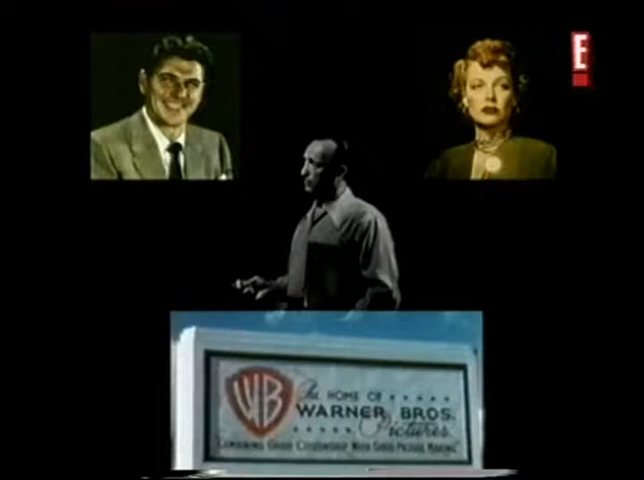 E!
WB
The HOME OF
WARNER BROS.
Pictures
"COMBINING GOOD CITIZENSHIP WITH GOOD PICTURE MAKING"